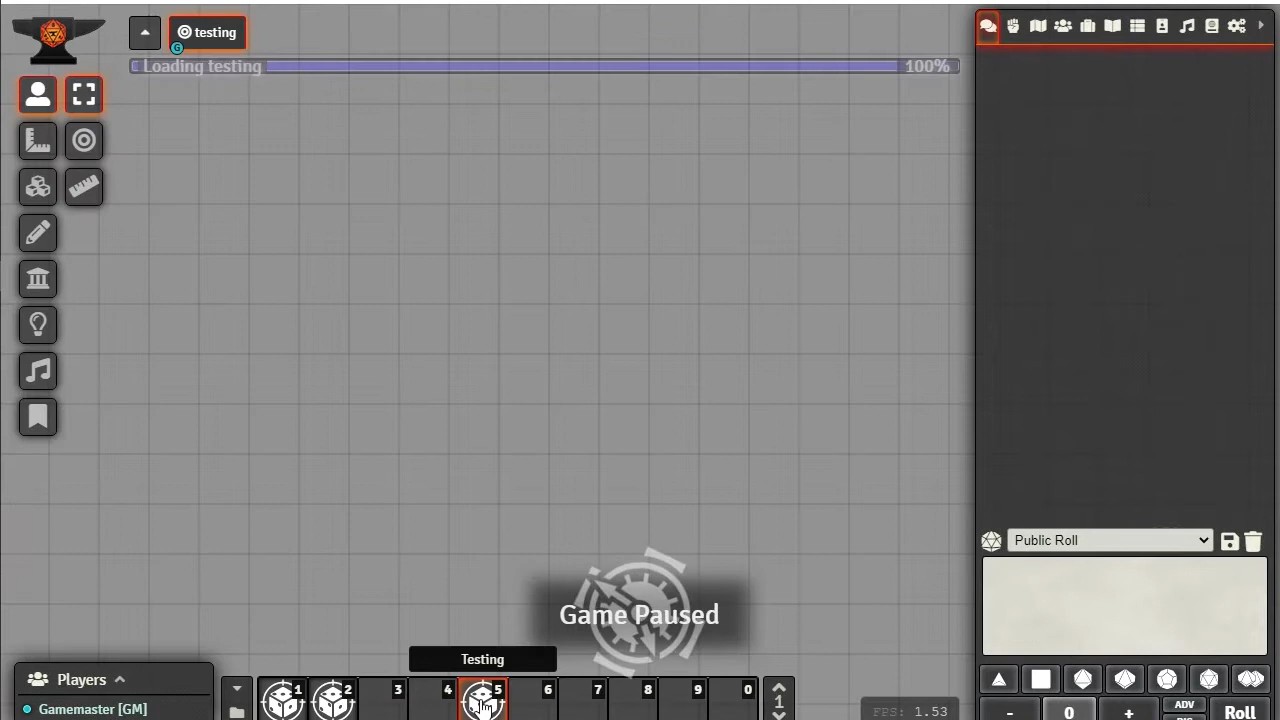 testing
G
Loading testing 100%
Public Roll
Game Paused
Testing
Players
Gamemaster [GM]
1 2 3 4 5 6 7 8 9 0
1
FPS: 1.53
ADV
- 0 + Roll